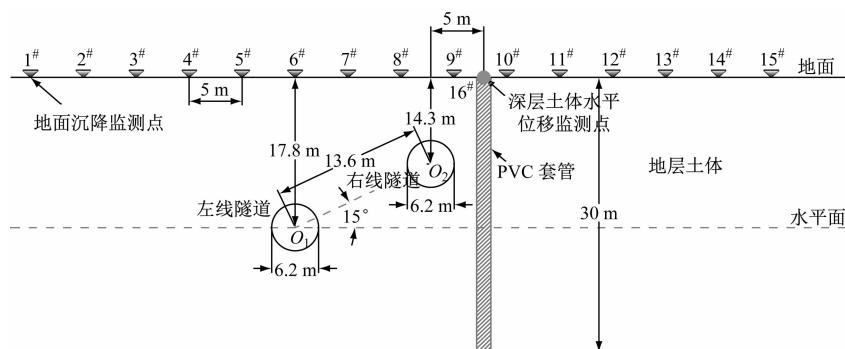 5 m
1# 2# 3# 4# 5# 6# 7# 8# 9# 10# 11# 12# 13# 14# 15# 地面
16#
5 m
地面沉降监测点
深层土体水平
位移监测点
14.3 m
17.8 m
13.6 m
PVC 套管
地层土体
右线隧道
O2
左线隧道
15°
6.2 m
30 m
水平面
O1
6.2 m